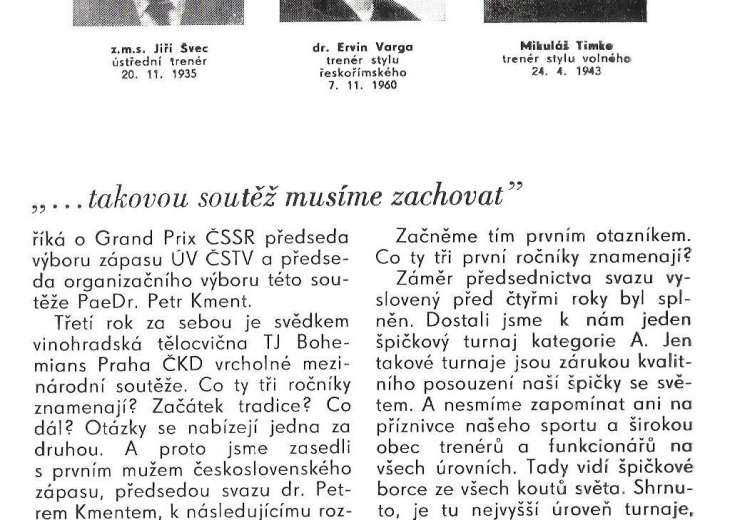 z.m.s. Jiří Švec
ústřední trenér
20. 11. 1935
dr. Ervin Varga
trenér stylu
řeckořímského
7. 11. 1960
Mikuláš Timko
trenér stylu volného
24. 4. 1943
„...takovou soutěž musíme zachovat”
říká o Grand Prix ČSSR předseda
výboru zápasu ÚV ČSTV a předse-
da organizačního výboru této sou-
těže PaeDr. Petr Kment.
Třetí rok za sebou je svědkem
vinohradská tělocvična TJ Bohe-
mians Praha ČKD vrcholné mezi-
národní soutěže. Co ty tři ročníky
znamenají? Začátek tradice? Co
dál? Otázky se nabízejí jedna za
druhou. A proto jsme zasedli
s prvním mužem československého
zápasu, předsedou svazu dr. Pet-
rem Kmentem, k následujícímu roz-
Začněme tím prvním otazníkem.
Co ty tři první ročníky znamenají?
Záměr předsednictva svazu vy-
slovený před čtyřmi roky byl spl-
něn. Dostali jsme k nám jeden
špičkový turnaj kategorie A. Jen
takové turnaje jsou zárukou kvalit-
ního posouzení naší špičky se svě-
tem. A nesmíme zapomínat ani na
příznivce našeho sportu a širokou
obec trenérů a funkcionářů na
všech úrovních. Tady vidí špičkové
borce ze všech koutů světa. Shrnu-
to, je tu nejvyšší úroveň turnaje,